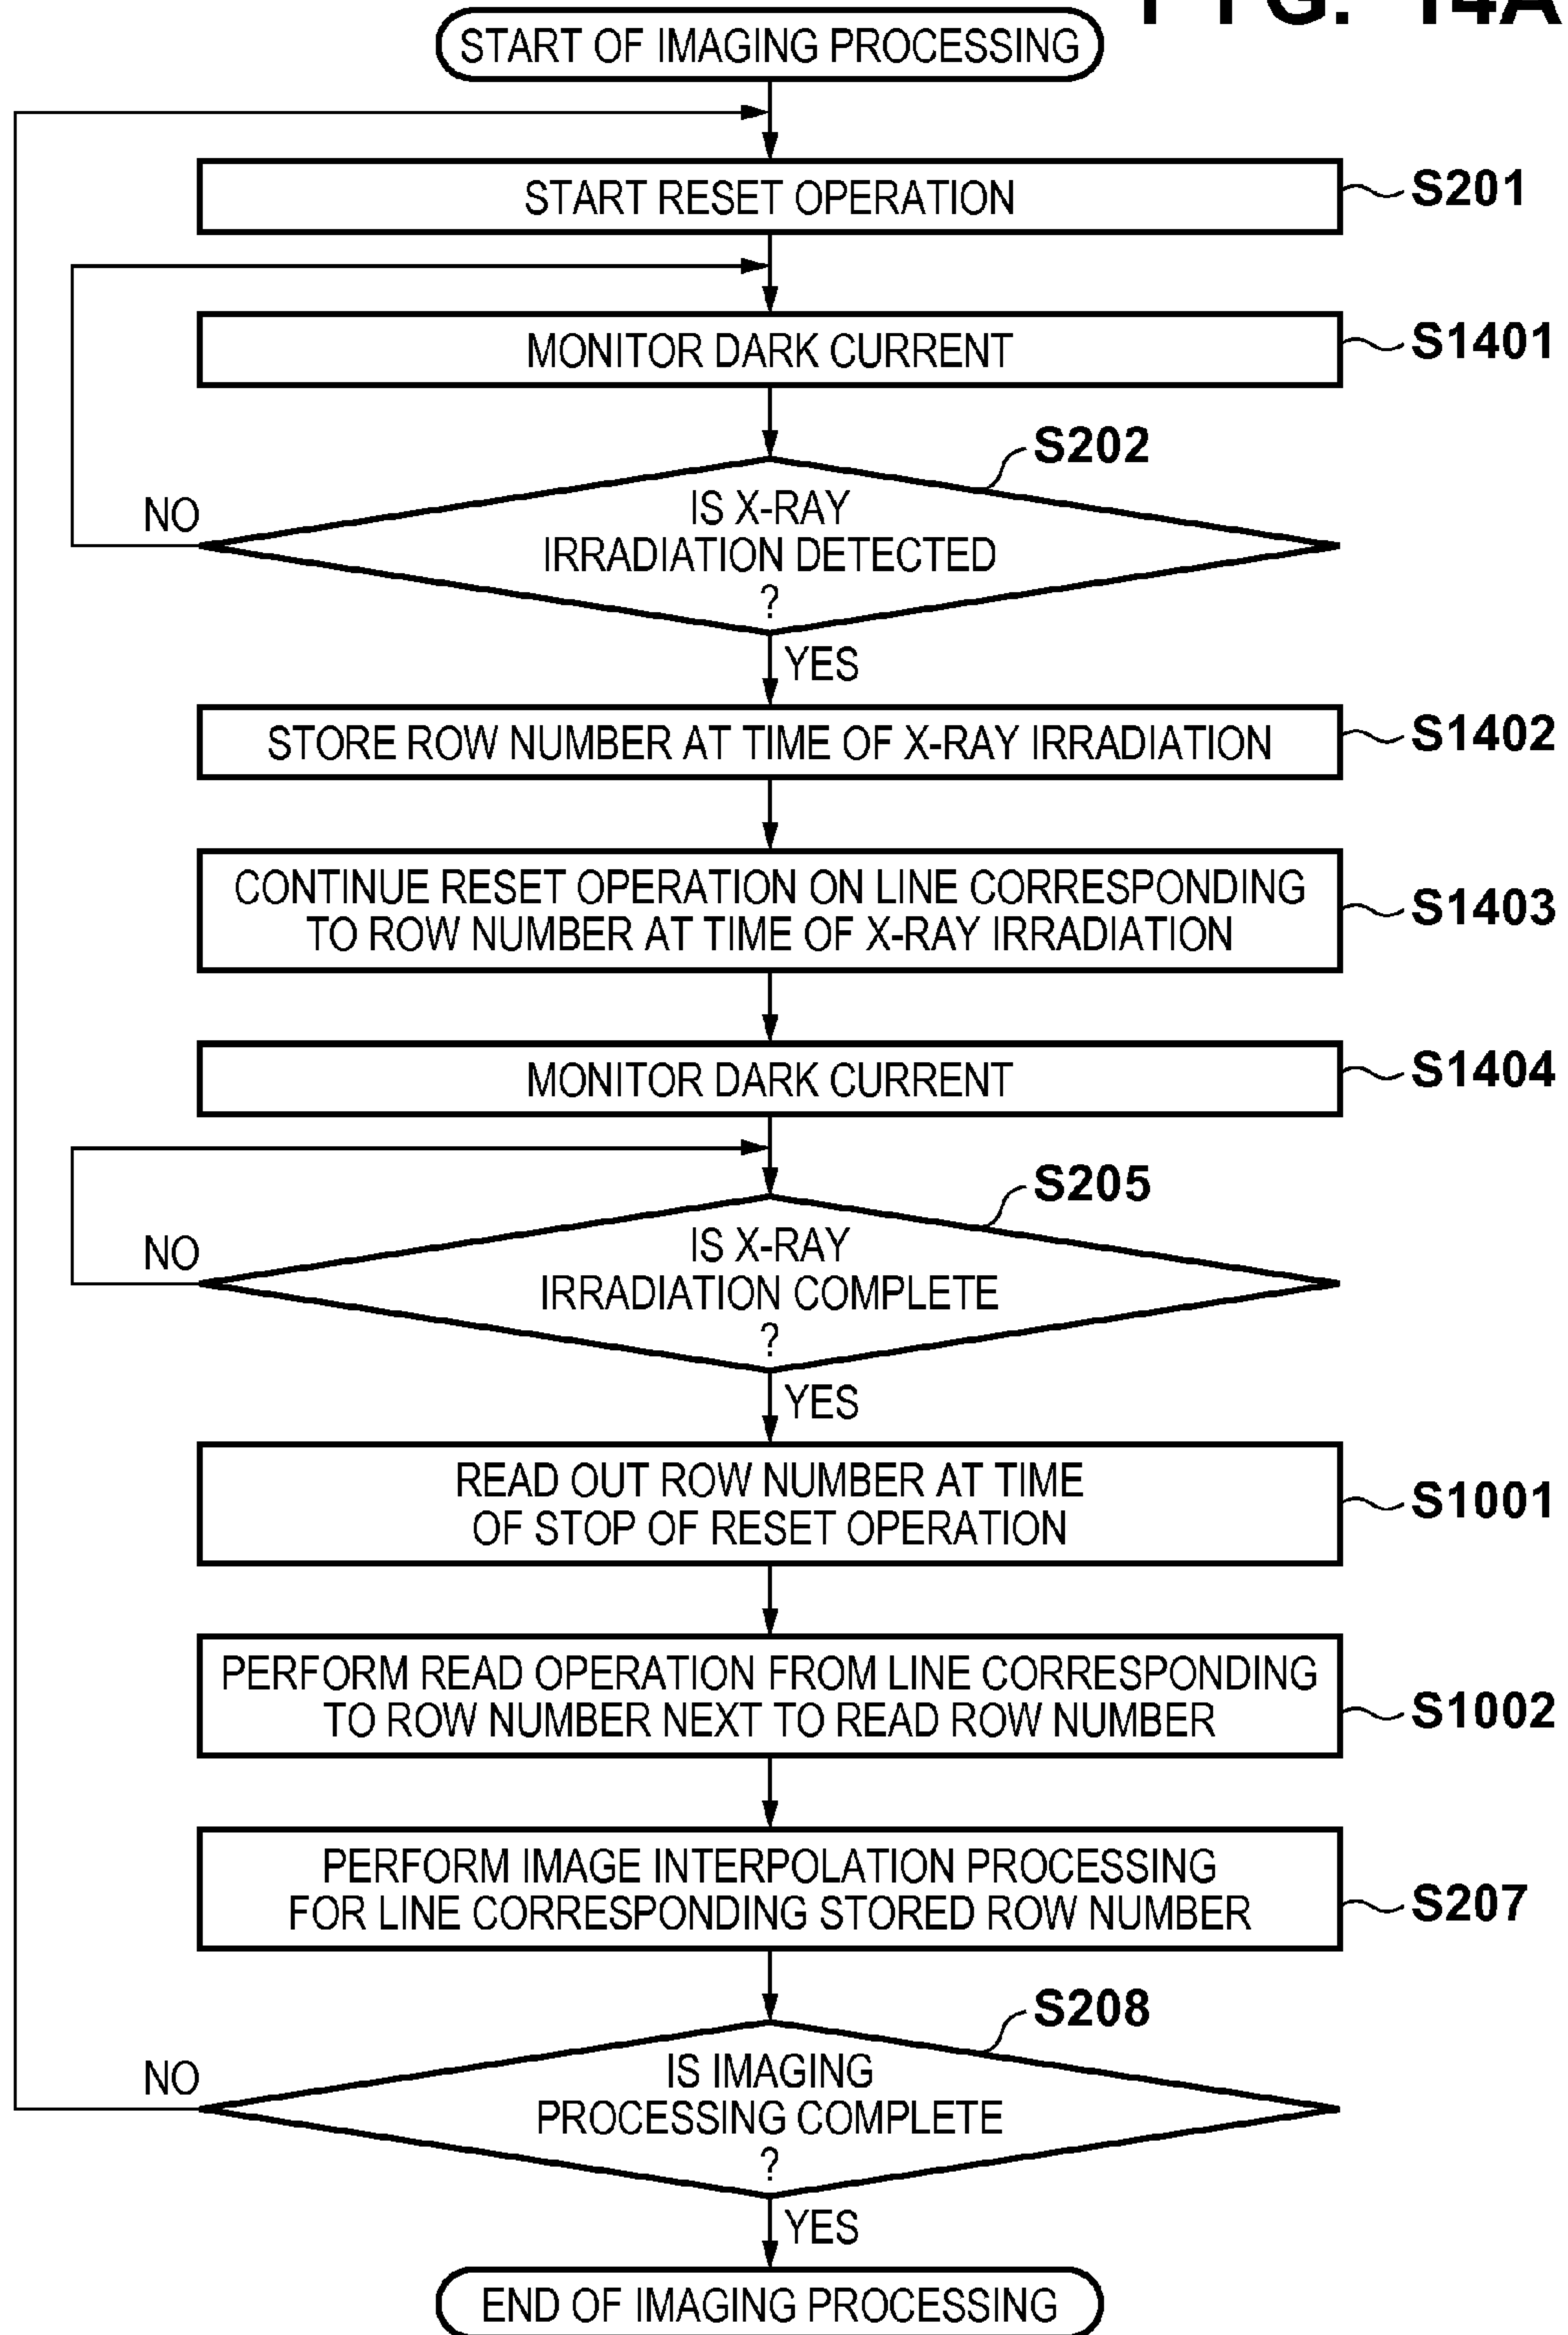 FIG. 14A
START OF IMAGING PROCESSING
START RESET OPERATION
S201
MONITOR DARK CURRENT
S1401
S202
IS X-RAY
IRRADIATION DETECTED
?
NO
YES
STORE ROW NUMBER AT TIME OF X-RAY IRRADIATION
S1402
CONTINUE RESET OPERATION ON LINE CORRESPONDING
TO ROW NUMBER AT TIME OF X-RAY IRRADIATION
S1403
MONITOR DARK CURRENT
S1404
S205
IS X-RAY
IRRADIATION COMPLETE
?
NO
YES
READ OUT ROW NUMBER AT TIME
OF STOP OF RESET OPERATION
S1001
PERFORM READ OPERATION FROM LINE CORRESPONDING
TO ROW NUMBER NEXT TO READ ROW NUMBER
S1002
PERFORM IMAGE INTERPOLATION PROCESSING
FOR LINE CORRESPONDING STORED ROW NUMBER
S207
S208
IS IMAGING
PROCESSING COMPLETE
?
NO
YES
END OF IMAGING PROCESSING